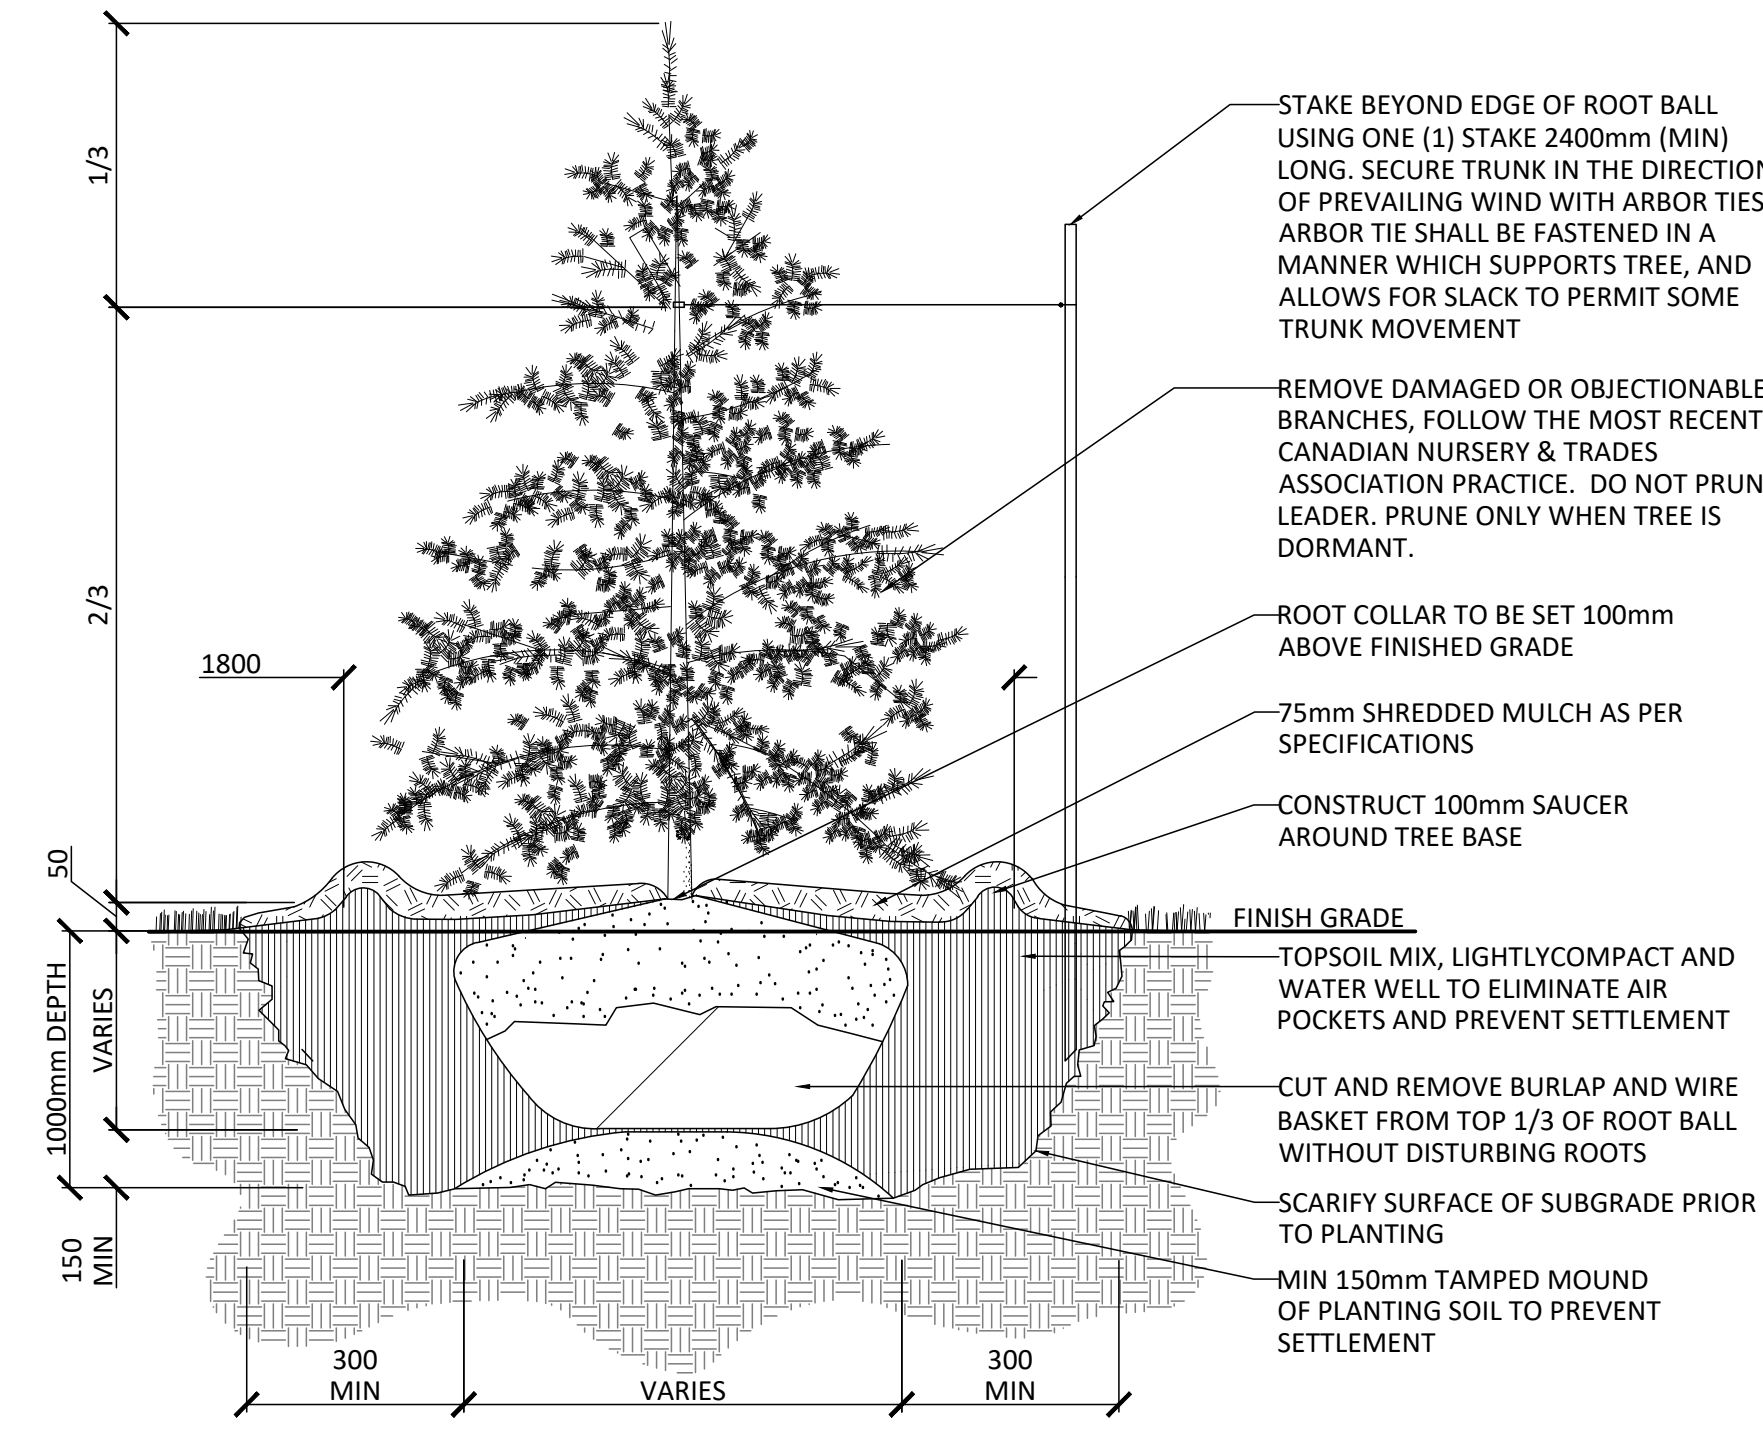 1/3
2/3
1800
50
1000mm DEPTH
VARIES
150
MIN
STAKE BEYOND EDGE OF ROOT BALL
USING ONE (1) STAKE 2400mm (MIN)
LONG. SECURE TRUNK IN THE DIRECTION
OF PREVAILING WIND WITH ARBOR TIES
ARBOR TIE SHALL BE FASTENED IN A
MANNER WHICH SUPPORTS TREE, AND
ALLOWS FOR SLACK TO PERMIT SOME
TRUNK MOVEMENT
REMOVE DAMAGED OR OBJECTIONABLE
BRANCHES, FOLLOW THE MOST RECENT
CANADIAN NURSERY & TRADES
ASSOCIATION PRACTICE. DO NOT PRUN
LEADER. PRUNE ONLY WHEN TREE IS
DORMANT.
ROOT COLLAR TO BE SET 100mm
ABOVE FINISHED GRADE
75mm SHREDDED MULCH AS PER
SPECIFICATIONS
CONSTRUCT 100mm SAUCER
AROUND TREE BASE
FINISH GRADE
TOPSOIL MIX, LIGHTLYCOMPACT AND
WATER WELL TO ELIMINATE AIR
POCKETS AND PREVENT SETTLEMENT
CUT AND REMOVE BURLAP AND WIRE
BASKET FROM TOP 1/3 OF ROOT BALL
WITHOUT DISTURBING ROOTS
SCARIFY SURFACE OF SUBGRADE PRIOR
TO PLANTING
MIN 150mm TAMPED MOUND
OF PLANTING SOIL TO PREVENT
SETTLEMENT
300
MIN
VARIES
300
MIN